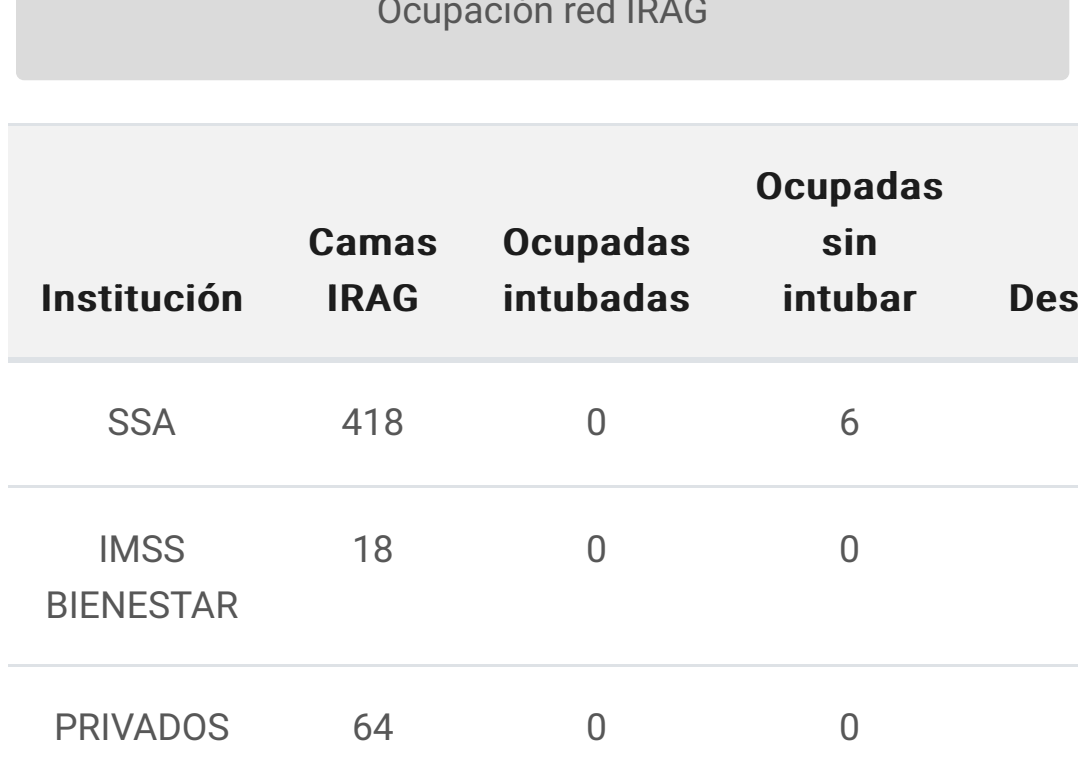 Ocupación red IRAG
Institución Camas IRAG Ocupadas intubadas Ocupadas sin intubar Des
SSA 418 0 6
IMSS BIENESTAR 18 0 0
PRIVADOS 64 0 0